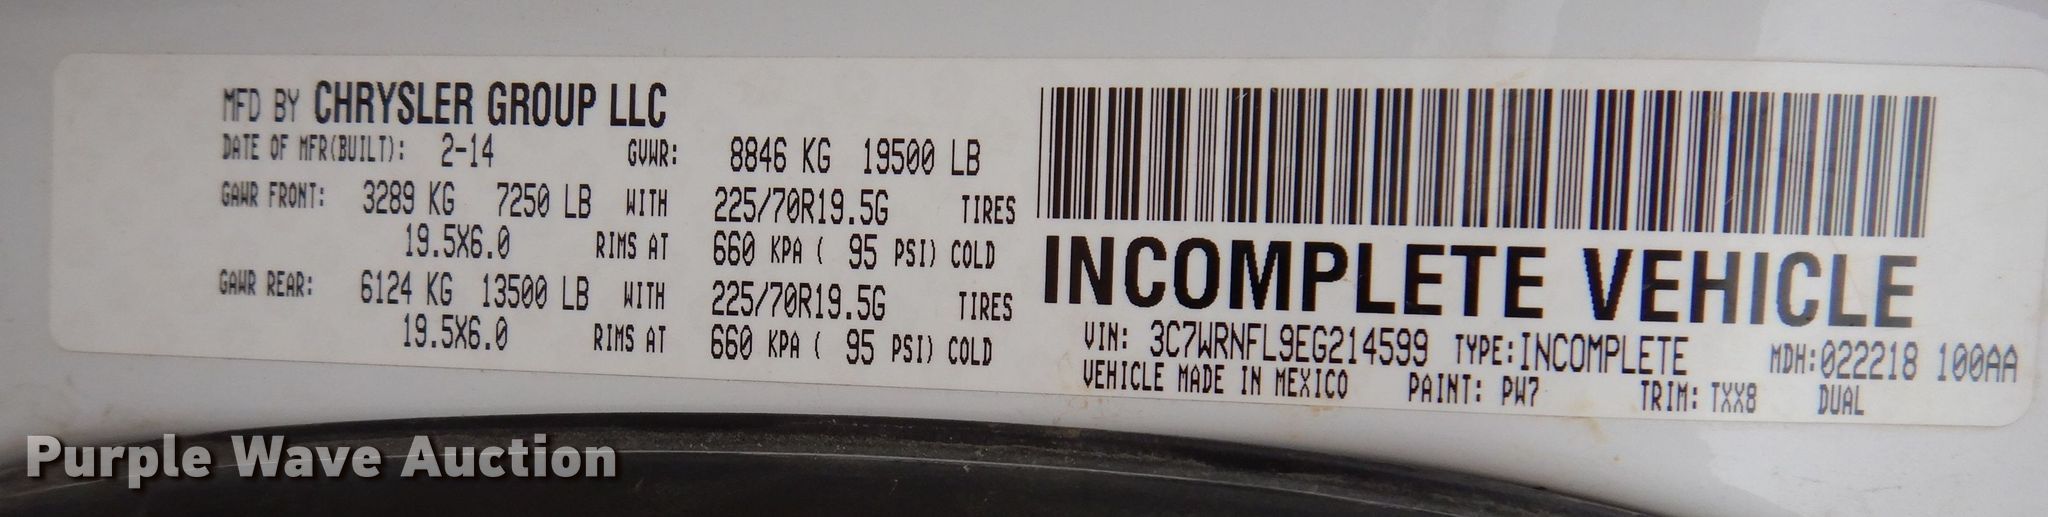 MFD BY CHRYSLER GROUP LLC
DATE OF MFR(BUILT): 2-14 GVWR: 8846 KG 19500 LB
GAWR FRONT: 3289 KG 7250 LB WITH 225/70R19.5G TIRES
19.5X6.0 RIMS AT 660 KPA ( 95 PSI) COLD
GAWR REAR: 6124 KG 13500 LB WITH 225/70R19.5G TIRES
19.5X6.0 RIMS AT 660 KPA ( 95 PSI) COLD
INCOMPLETE VEHICLE
VIN: 3C7WRNFL9EG214599 TYPE:INCOMPLETE MDH:022218 100AA
VEHICLE MADE IN MEXICO PAINT: PW7 TRIM: TXX8 DUAL
Purple Wave Auction